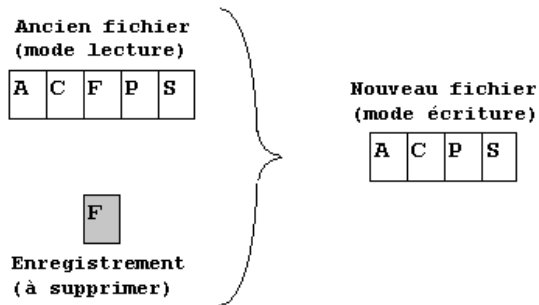 Ancien fichier
(mode lecture)
A C F P S
F
Enregistrement
(à supprimer)
Nouveau fichier
(mode écriture)
A C P S